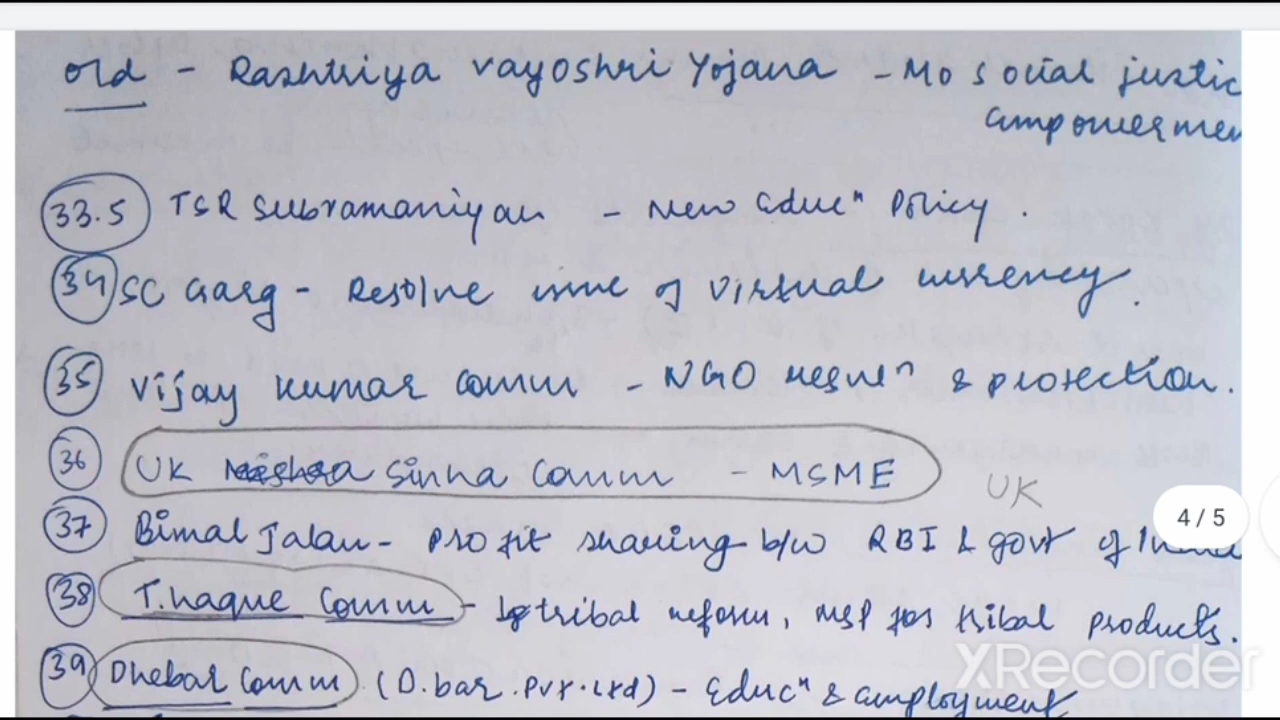 old - Rashtriya Vayoshri Yojana - Mo Social justic
empowermen
33.5 TSR Subramaniyan - New Educⁿ Policy.
34 SC Garg - Resolve issue of virtual currency.
35 Vijay Kumar Comm - NGO & protection.
36 UK Sinha Comm - MSME
UK
4 / 5
37 Bimal Jalan - Profit sharing b/w RBI & govt of India
38 T.Haque Comm - tribal reform, MSP for tribal products.
XRecorder
39 Dhebar Comm (D.bar.Pvt.Ltd) - Educⁿ & employment